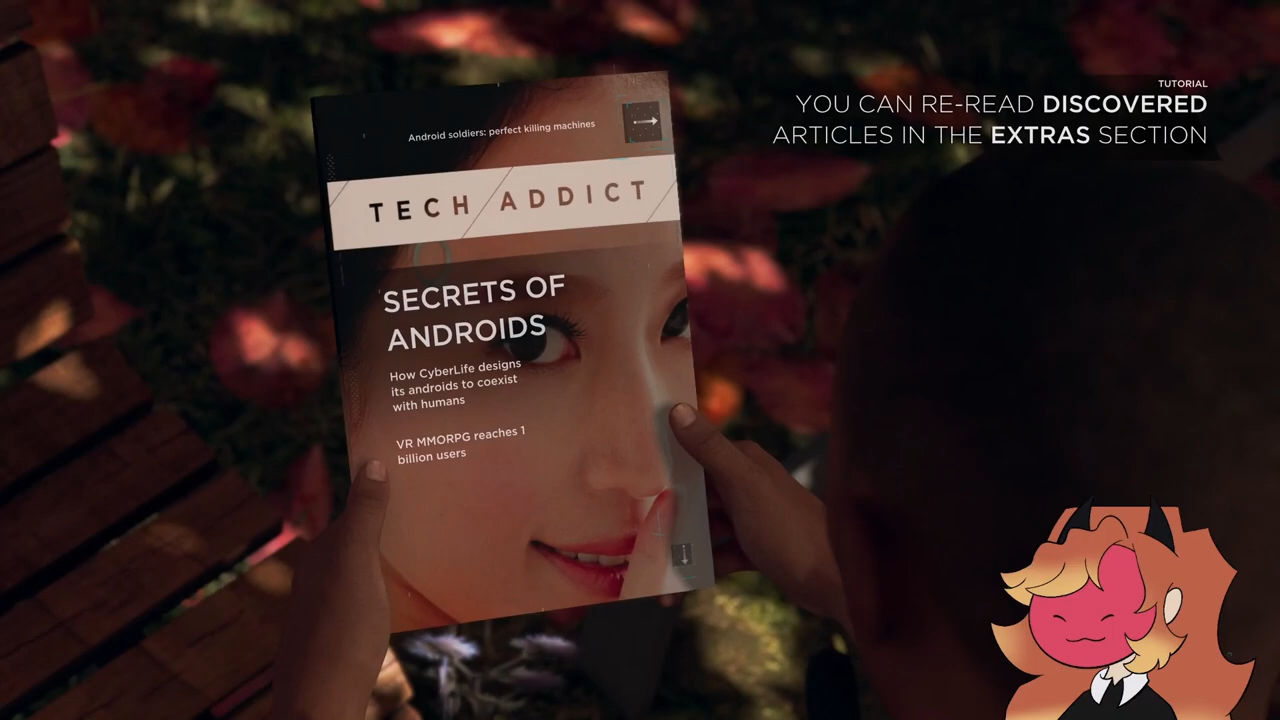 TUTORIAL
YOU CAN RE-READ DISCOVERED
ARTICLES IN THE EXTRAS SECTION
Android soldiers: perfect killing machines
TECH ADDICT
SECRETS OF
ANDROIDS
How CyberLife designs
its androids to coexist
with humans
VR MMORPG reaches 1
billion users